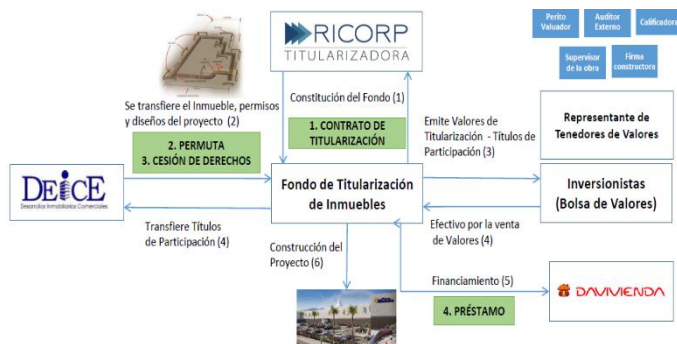 RICORP
TITULARIZADORA
Perito
Valuador
Auditor
Externo
Calificadora
Supervisor
de la obra
Firma
constructora
Se transfiere el Inmueble, permisos
y diseños del proyecto (2)
Constitución del Fondo (1)
1. CONTRATO DE
TITULARIZACIÓN
Emite Valores de
Titularización - Títulos de
Participación (3)
Representante de
Tenedores de Valores
2. PERMUTA
3. CESIÓN DE DERECHOS
DEICE
Desarrollos Inmobiliarios Comerciales
Fondo de Titularización
de Inmuebles
Inversionistas
(Bolsa de Valores)
Transfiere Títulos
de Participación (4)
Efectivo por la venta
de Valores (4)
Construcción del
Proyecto (6)
Financiamiento (5)
4. PRÉSTAMO
DAVIVIENDA